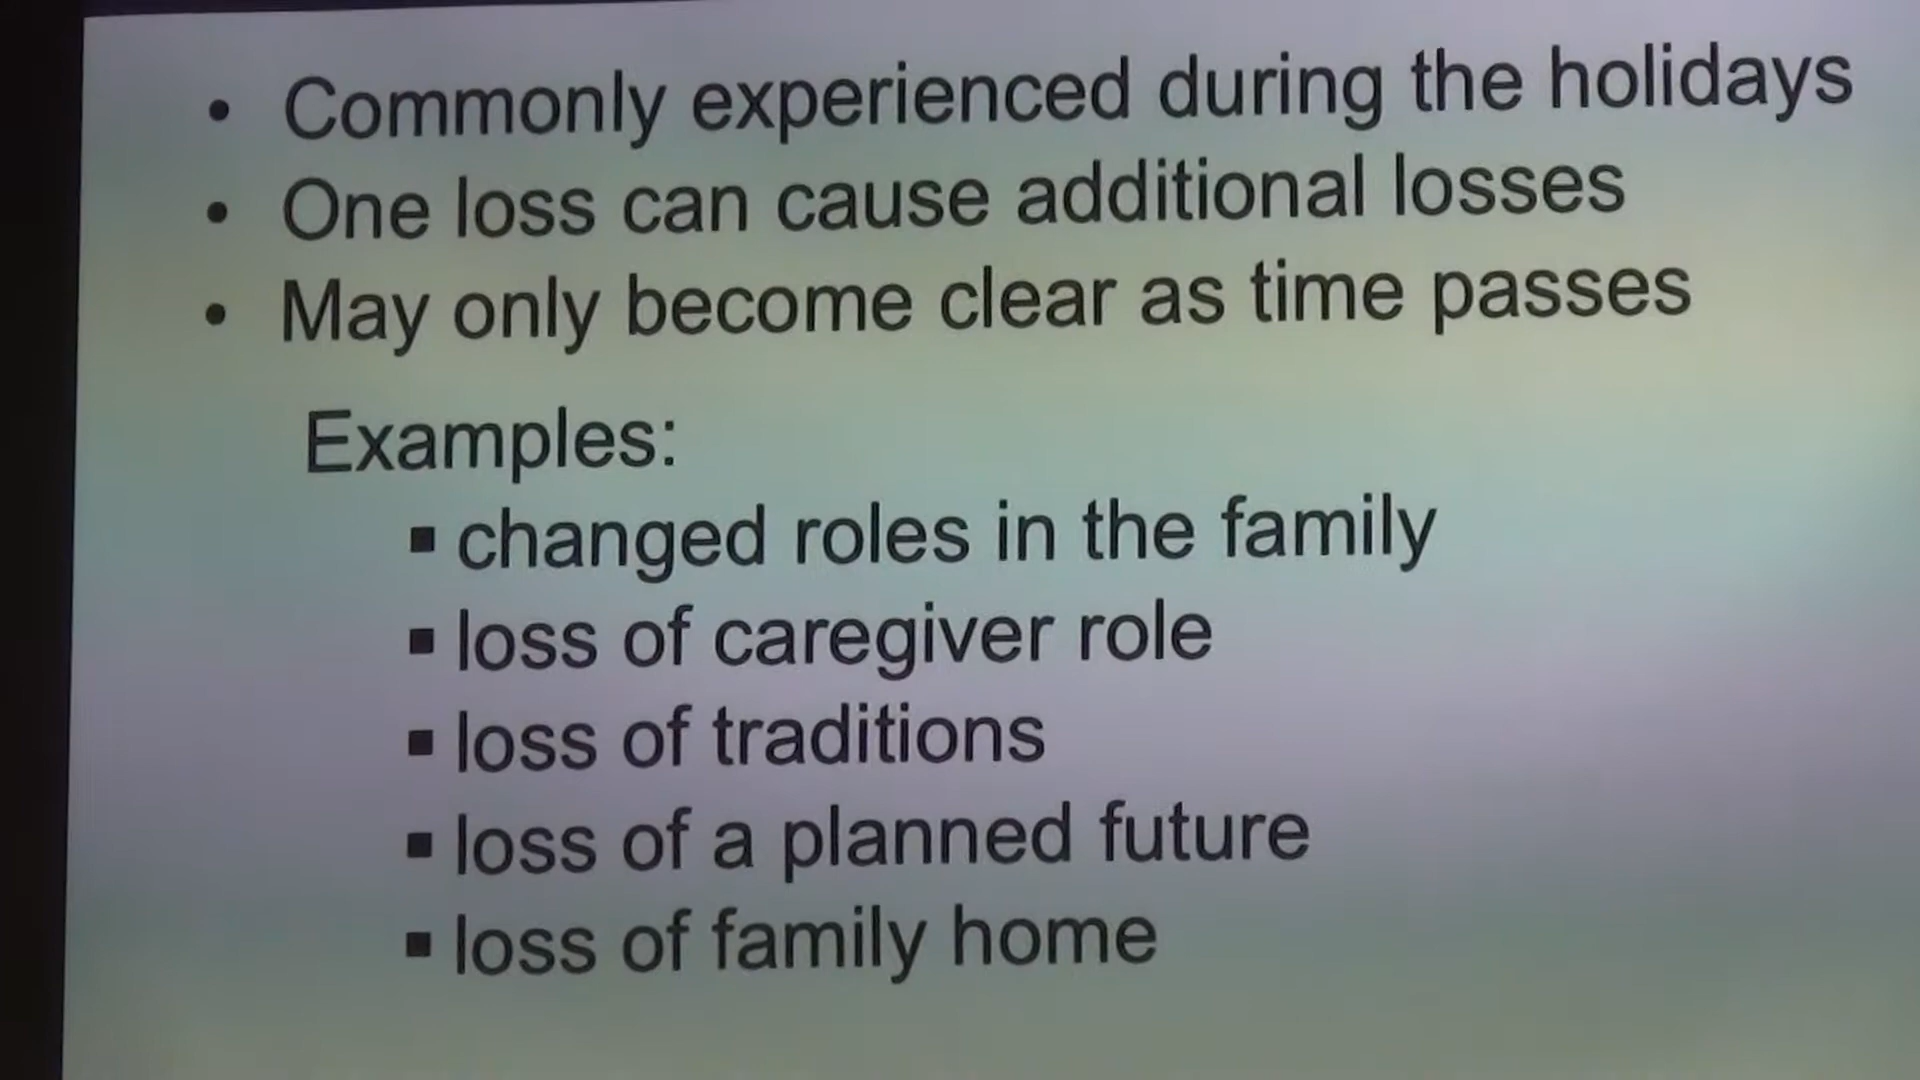 • Commonly experienced during the holidays
• One loss can cause additional losses
• May only become clear as time passes
Examples:
▪ changed roles in the family
▪ loss of caregiver role
▪ loss of traditions
▪ loss of a planned future
▪ loss of family home